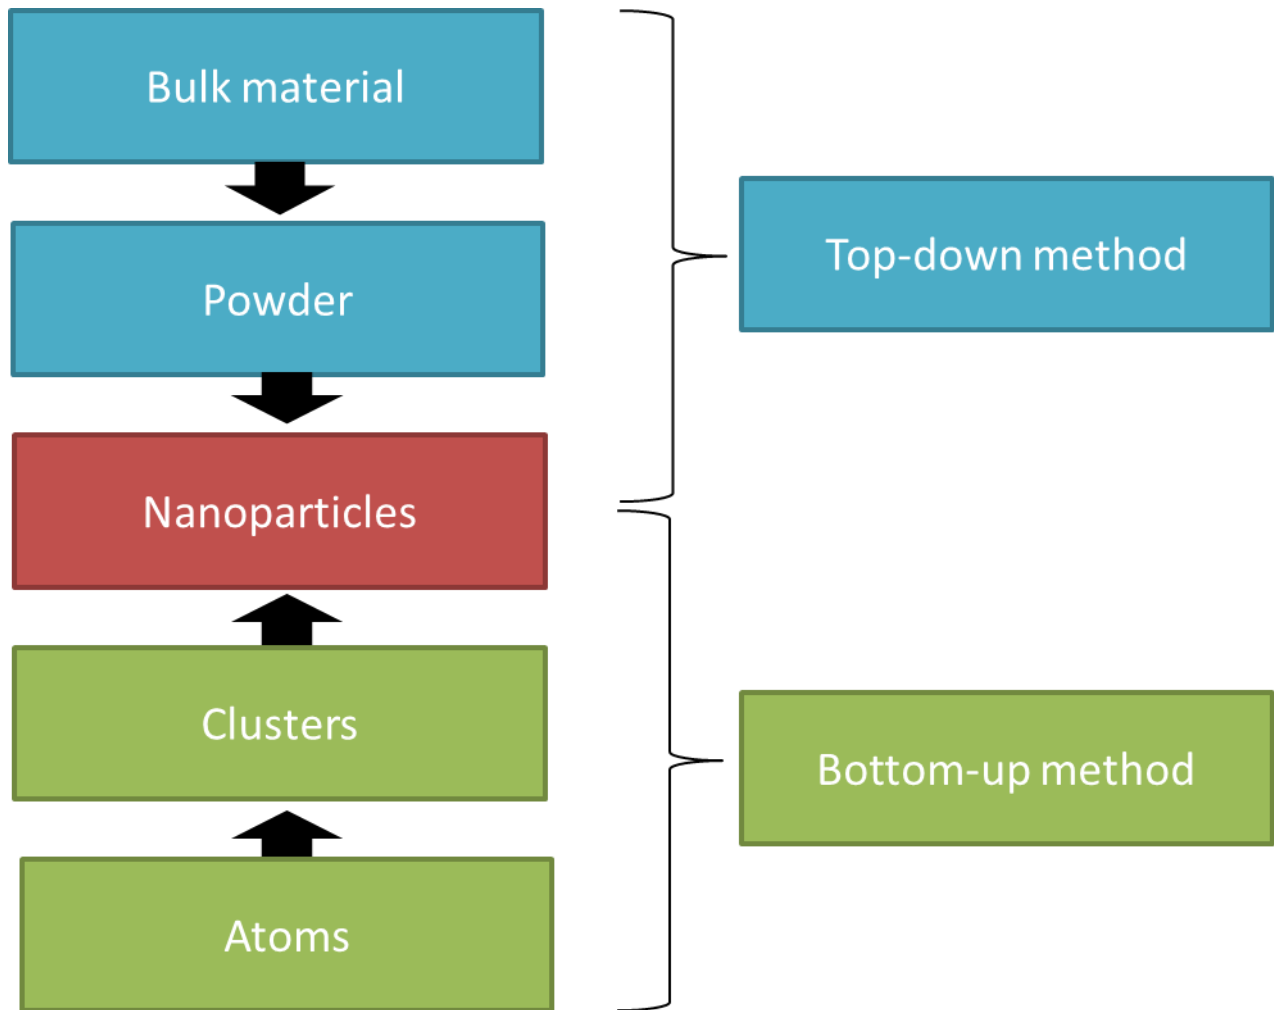 Bulk material
Powder
Nanoparticles
Clusters
Atoms
Top-down method
Bottom-up method